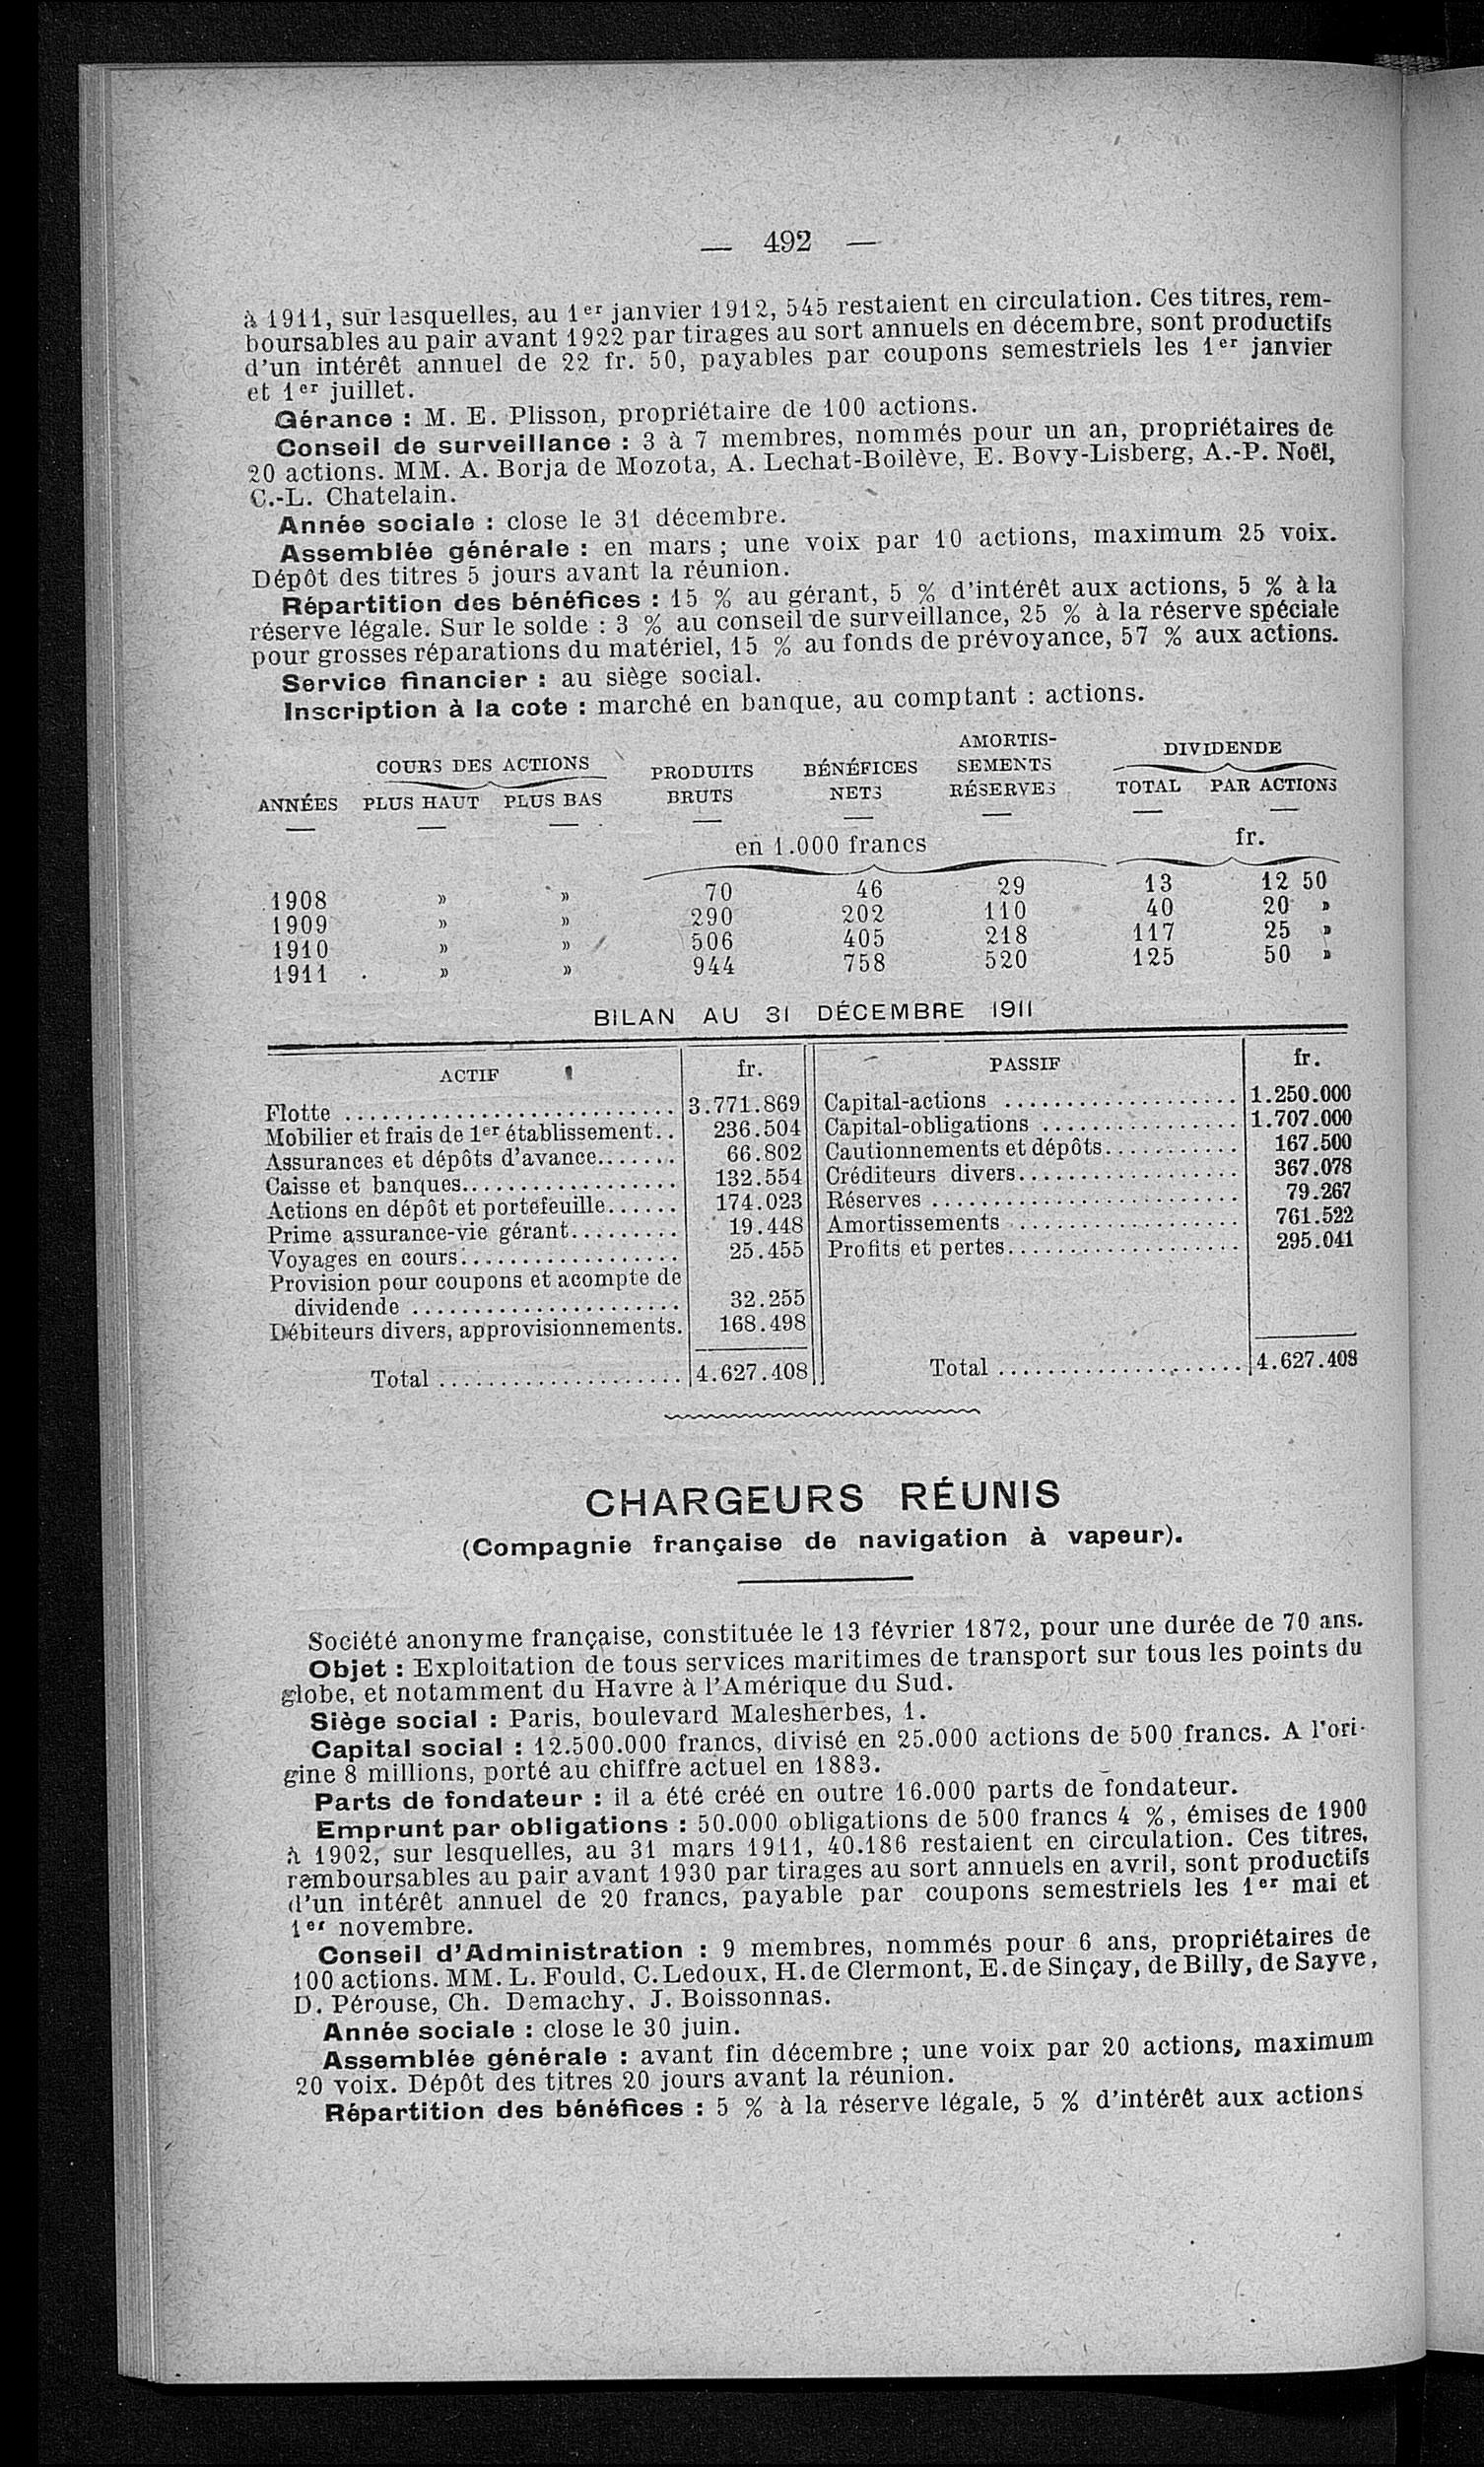 — 492 —
à 1911, sur lesquelles, au 1er janvier 1912, 545 restaient en circulation. Ces titres, rem-
boursables au pair avant 1922 par tirages au sort annuels en décembre, sont productifs
d'un intérêt annuel de 22 fr. 50, payables par coupons semestriels les 1er janvier
et 1er juillet.
Gérance : M. E. Plisson, propriétaire de 100 actions.
Conseil de surveillance : 3 à 7 membres, nommés pour un an, propriétaires de
20 actions. MM. A. Borja de Mozota, A. Lechat-Boilève, E. Bovy-Lisberg, A.-P. Noël,
C.-L. Chatelain.
Année sociale : close le 31 décembre.
Assemblée générale : en mars ; une voix par 10 actions, maximum 25 voix.
Dépôt des titres 5 jours avant la réunion.
Répartition des bénéfices : 15 % au gérant, 5 % d'intérêt aux actions, 5 % à la
réserve légale. Sur le solde : 3 % au conseil de surveillance, 25 % à la réserve spéciale
pour grosses réparations du matériel, 15 % au fonds de prévoyance, 57 % aux actions.
Service financier : au siège social.
Inscription à la cote : marché en banque, au comptant : actions.
COURS DES ACTIONS PRODUITS BÉNÉFICES AMORTIS- DIVIDENDE
SEMENTS
ANNÉES PLUS HAUT PLUS BAS BRUTS NETS RÉSERVES TOTAL PAR ACTIONS
en 1.000 francs fr.
1908 » » 70 46 29 13 12 50
1909 » » 290 202 110 40 20 »
1910 » » 506 405 218 117 25 »
1911 » » 944 758 520 125 50 »
BILAN AU 31 DÉCEMBRE 1911
ACTIF fr. PASSIF fr.
Flotte ........................... 3.771.869 Capital-actions ................... 1.250.000
Mobilier et frais de 1er établissement.. 236.504 Capital-obligations ................ 1.707.000
Assurances et dépôts d'avance....... 66.802 Cautionnements et dépôts........... 167.500
Caisse et banques.................. 132.554 Créditeurs divers.................. 367.078
Actions en dépôt et portefeuille...... 174.023 Réserves ......................... 79.267
Prime assurance-vie gérant......... 19.448 Amortissements ................... 761.522
Voyages en cours.................. 25.455 Profits et pertes................... 295.041
Provision pour coupons et acompte de
dividende ...................... 32.255
Débiteurs divers, approvisionnements. 168.498
Total .................... 4.627.408 Total .................... 4.627.408
CHARGEURS RÉUNIS
(Compagnie française de navigation à vapeur).
Société anonyme française, constituée le 13 février 1872, pour une durée de 70 ans.
Objet : Exploitation de tous services maritimes de transport sur tous les points du
globe, et notamment du Havre à l'Amérique du Sud.
Siège social : Paris, boulevard Malesherbes, 1.
Capital social : 12.500.000 francs, divisé en 25.000 actions de 500 francs. A l'ori-
gine 8 millions, porté au chiffre actuel en 1883.
Parts de fondateur : il a été créé en outre 16.000 parts de fondateur.
Emprunt par obligations : 50.000 obligations de 500 francs 4 %, émises de 1900
à 1902, sur lesquelles, au 31 mars 1911, 40.186 restaient en circulation. Ces titres,
remboursables au pair avant 1930 par tirages au sort annuels en avril, sont productifs
d'un intérêt annuel de 20 francs, payable par coupons semestriels les 1er mai et
1er novembre.
Conseil d'Administration : 9 membres, nommés pour 6 ans, propriétaires de
100 actions. MM. L. Fould, C. Ledoux, H. de Clermont, E. de Sinçay, de Billy, de Sayve,
D. Pérouse, Ch. Demachy, J. Boissonnas.
Année sociale : close le 30 juin.
Assemblée générale : avant fin décembre ; une voix par 20 actions, maximum
20 voix. Dépôt des titres 20 jours avant la réunion.
Répartition des bénéfices : 5 % à la réserve légale, 5 % d'intérêt aux actions